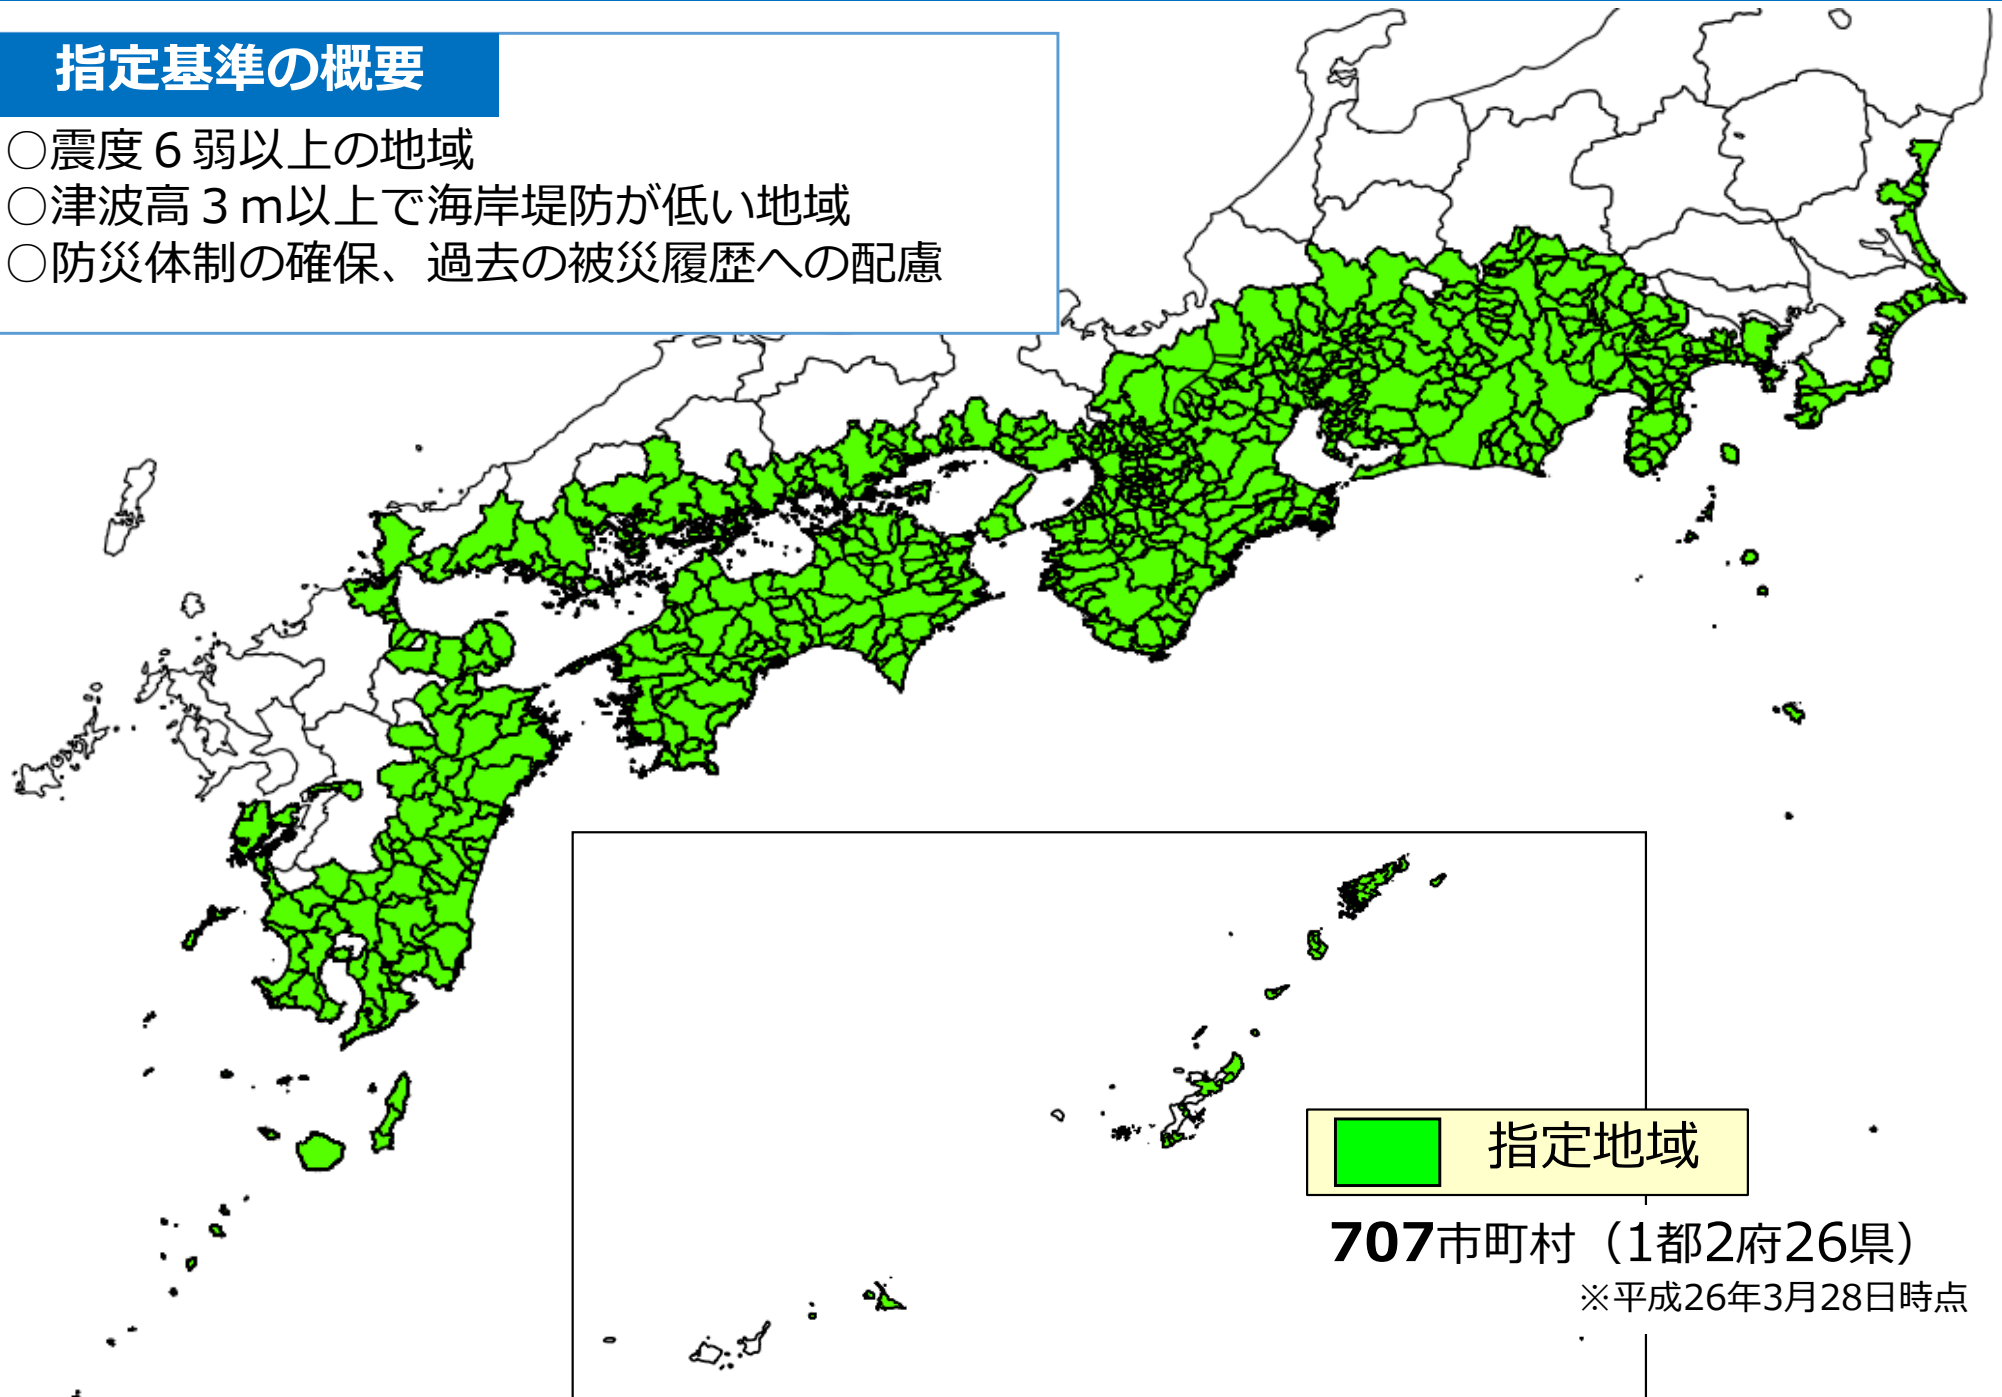 指定基準の概要
○震度６弱以上の地域
○津波高３ｍ以上で海岸堤防が低い地域
○防災体制の確保、過去の被災履歴への配慮
指定地域
707市町村（1都2府26県）
※平成26年3月28日時点